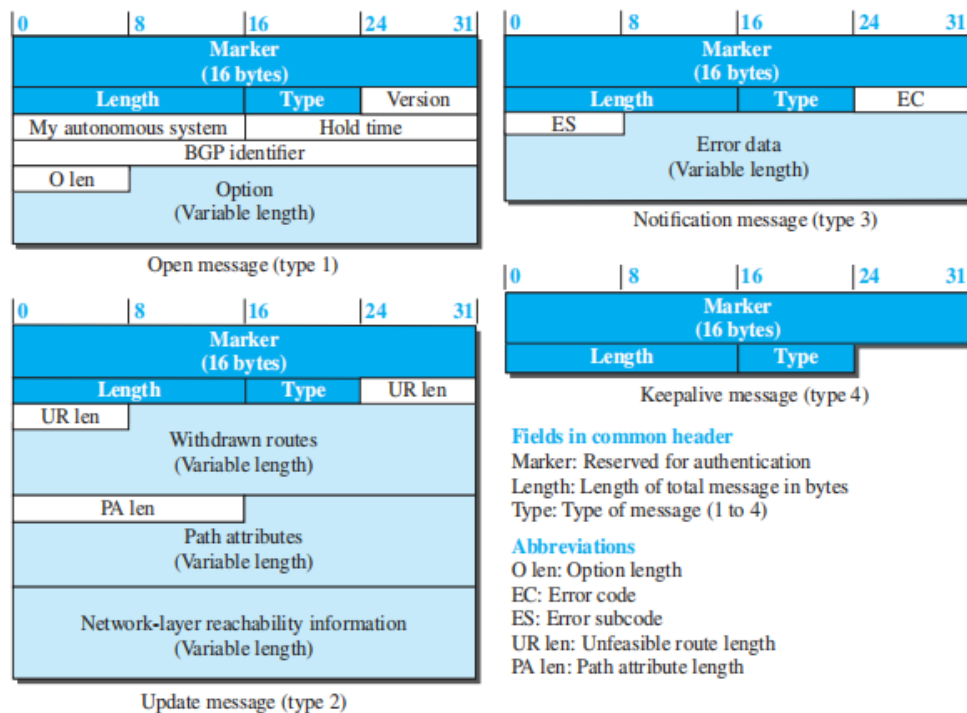 0 8 16 24 31
Marker
(16 bytes)
Length Type Version
My autonomous system Hold time
BGP identifier
O len
Option
(Variable length)
Open message (type 1)
0 8 16 24 31
Marker
(16 bytes)
Length Type UR len
UR len
Withdrawn routes
(Variable length)
PA len
Path attributes
(Variable length)
Network-layer reachability information
(Variable length)
Update message (type 2)
0 8 16 24 31
Marker
(16 bytes)
Length Type EC
ES
Error data
(Variable length)
Notification message (type 3)
0 8 16 24 31
Marker
(16 bytes)
Length Type
Keepalive message (type 4)
Fields in common header
Marker: Reserved for authentication
Length: Length of total message in bytes
Type: Type of message (1 to 4)
Abbreviations
O len: Option length
EC: Error code
ES: Error subcode
UR len: Unfeasible route length
PA len: Path attribute length